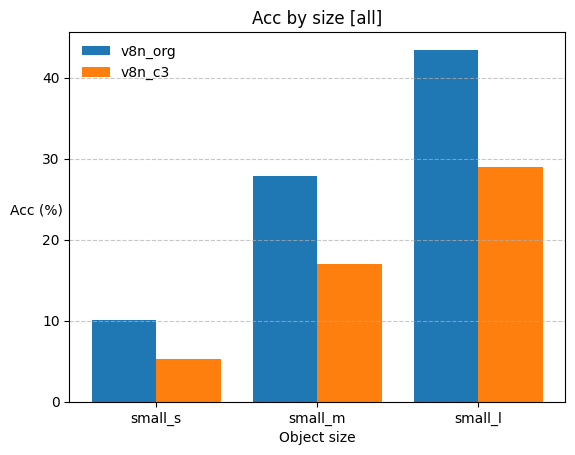 Acc by size [all]
v8n_org
v8n_c3
40
30
Acc (%)
20
10
0
small_s small_m small_l
Object size